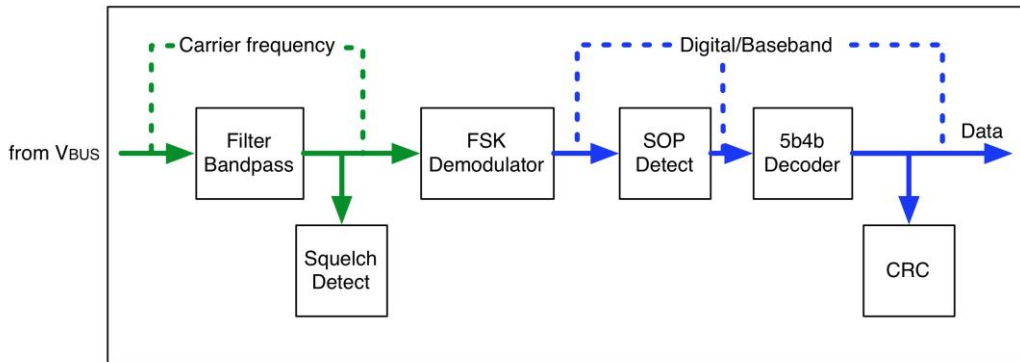 Carrier frequency
Digital/Baseband
from VBUS
Filter
Bandpass
FSK
Demodulator
SOP
Detect
5b4b
Decoder
Data
Squelch
Detect
CRC